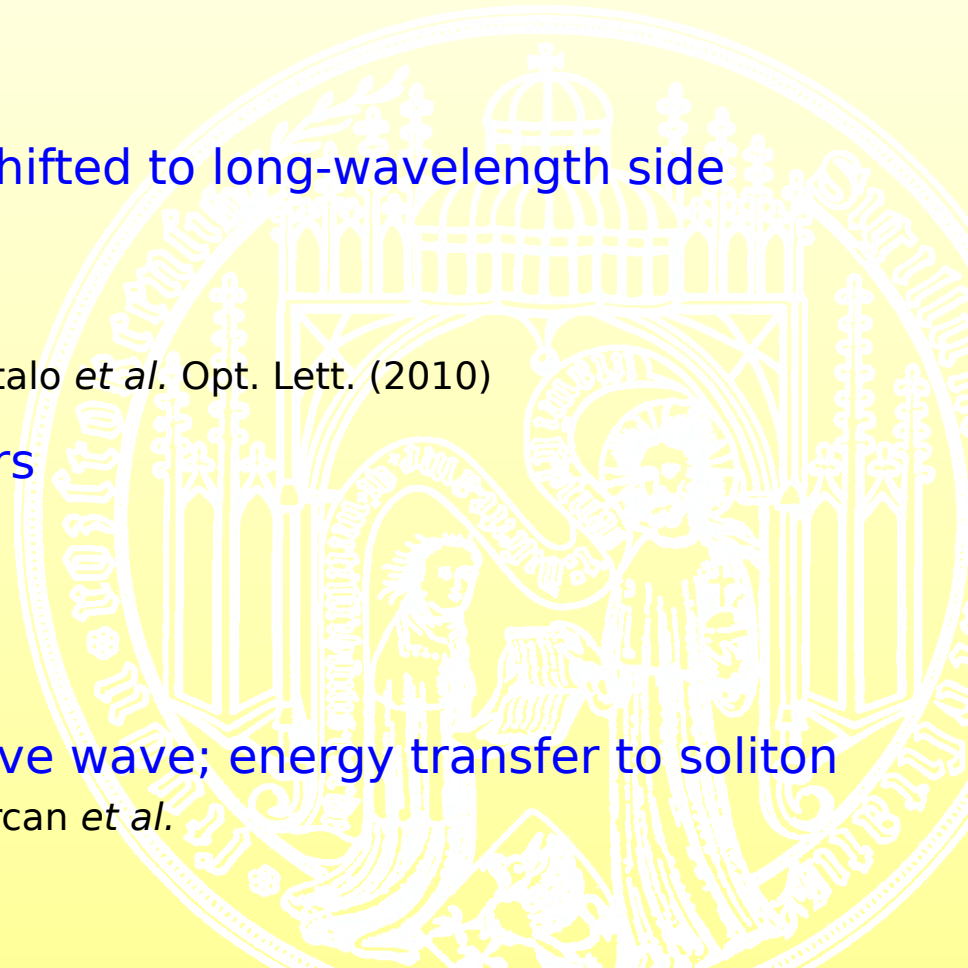 hifted to long-wavelength side
talo et al. Opt. Lett. (2010)
rs
ve wave; energy transfer to soliton
rcan et al.